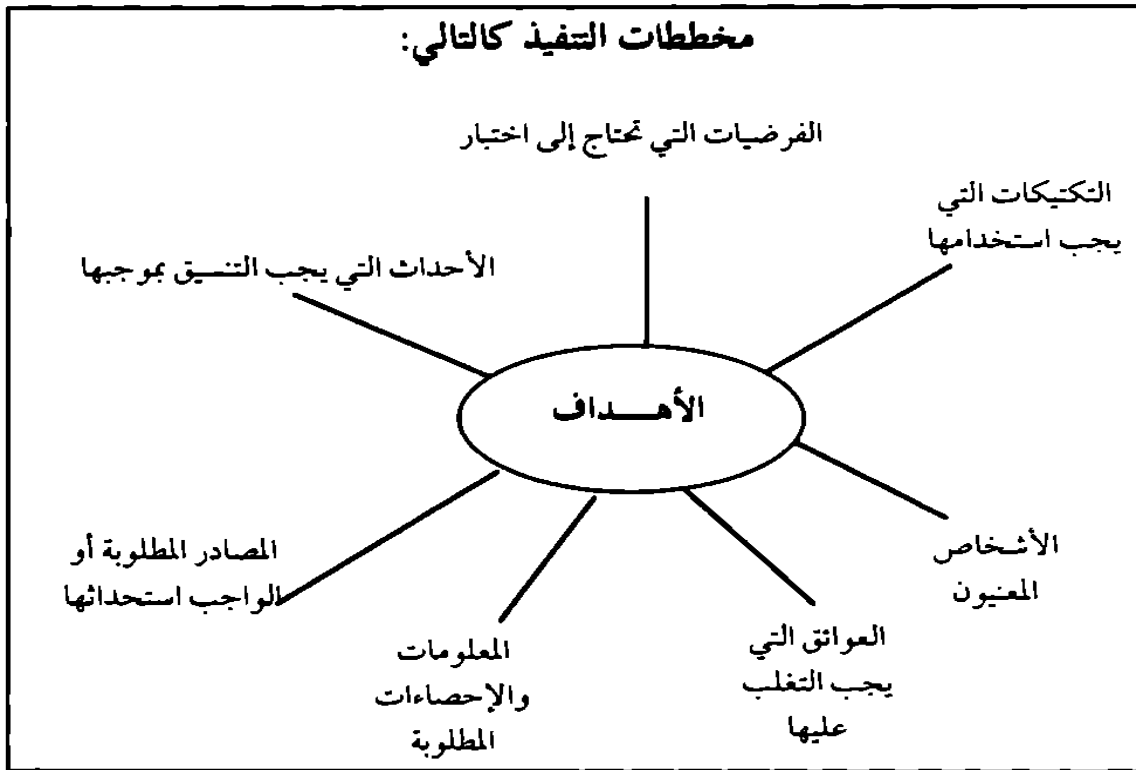 مخططات التنفيذ كالتالي:
الفرضيات التي تحتاج إلى اختبار
التكتيكات التي
يجب استخدامها
الأحداث التي يجب التنسيق بموجبها
الأهـــداف
الأشخاص
المعنيون
المصادر المطلوبة أو
الواجب استحداثها
العوائق التي
يجب التغلب
عليها
المعلومات
والإحصاءات
المطلوبة